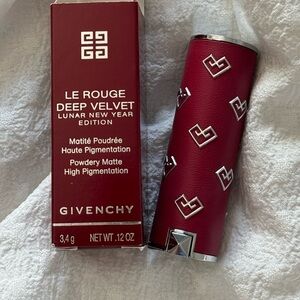 LE ROUGE
DEEP VELVET
LUNAR NEW YEAR
EDITION
Matité Poudrée
Haute Pigmentation
Powdery Matte
High Pigmentation
GIVENCHY
3,4 g NET WT. .12 OZ